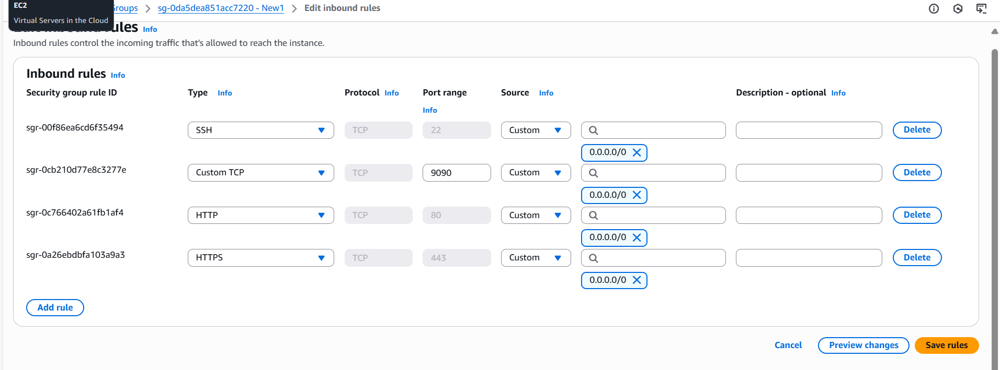 EC2
Virtual Servers in the Cloud
Groups
sg-0da5dea851acc7220 - New1
Edit inbound rules
rules Info
Inbound rules control the incoming traffic that's allowed to reach the instance.
Inbound rules Info
Security group rule ID Type Info Protocol Info Port range Info Source Info Description - optional Info
sgr-00f86ea6cd6f35494 SSH TCP 22 Custom Delete
0.0.0.0/0
sgr-0cb210d77e8c3277e Custom TCP TCP 9090 Custom Delete
0.0.0.0/0
sgr-0c766402a61fb1af4 HTTP TCP 80 Custom Delete
0.0.0.0/0
sgr-0a26ebdbfa103a9a3 HTTPS TCP 443 Custom Delete
0.0.0.0/0
Add rule
Cancel Preview changes Save rules